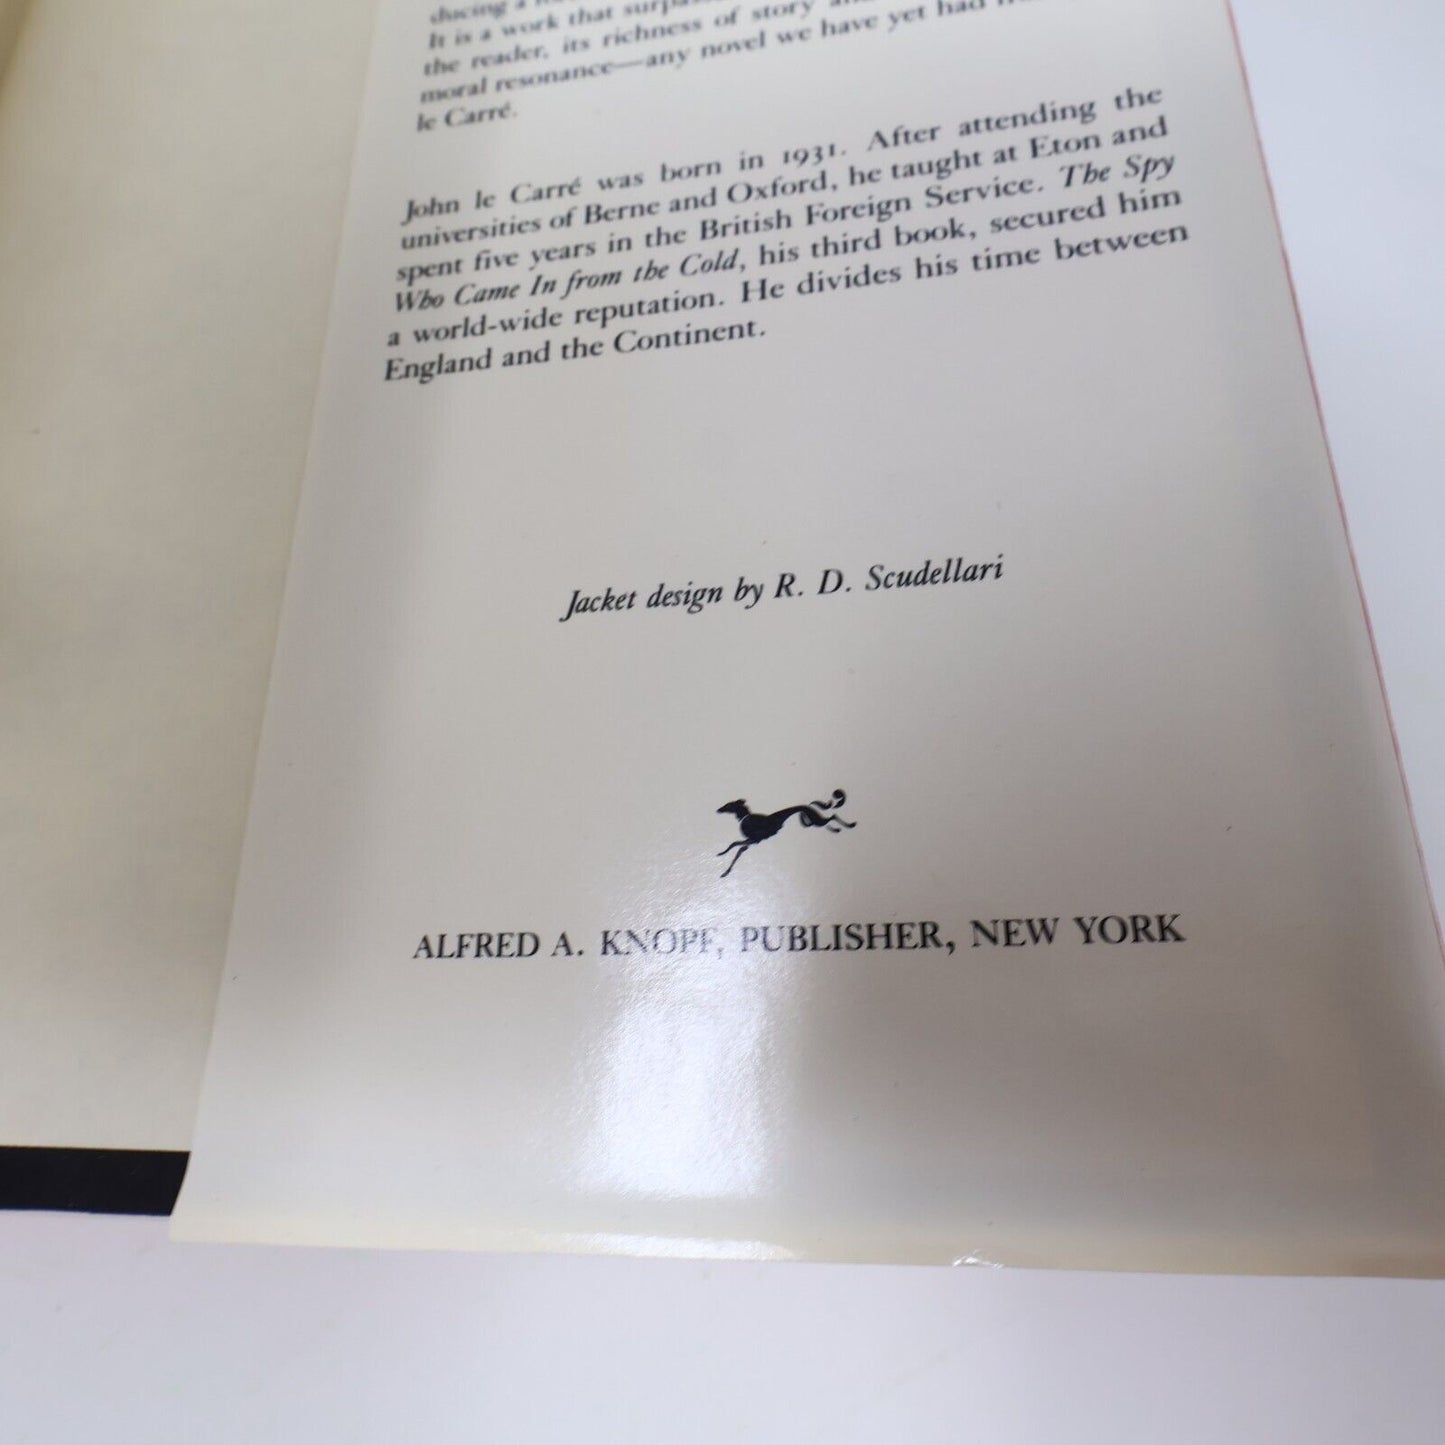 ducing a
It is a work that
the reader, its richness of story
moral resonance—any novel we have yet had
le Carré.
John le Carré was born in 1931. After attending the
universities of Berne and Oxford, he taught at Eton and
spent five years in the British Foreign Service. The Spy
Who Came In from the Cold, his third book, secured him
a world-wide reputation. He divides his time between
England and the Continent.
Jacket design by R. D. Scudellari
ALFRED A. KNOPF, PUBLISHER, NEW YORK